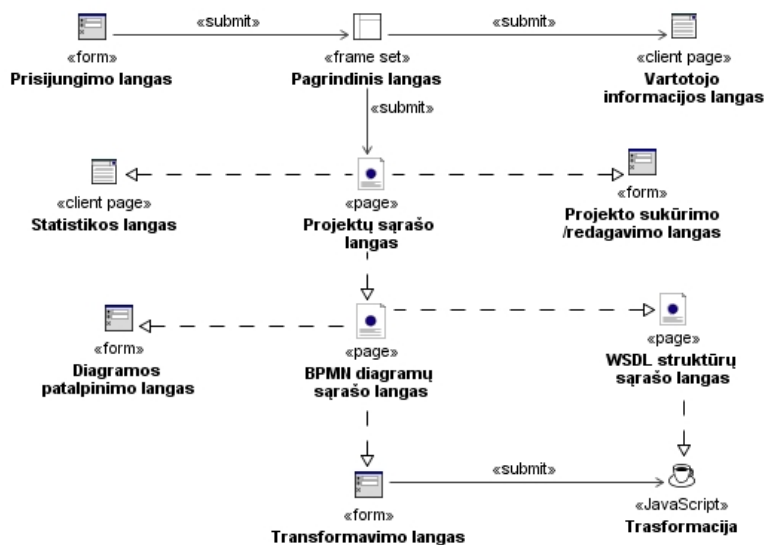 «submit»
«submit»
«form»
Prisijungimo langas
«frame set»
Pagrindinis langas
«client page»
Vartotojo
informacijos langas
«submit»
«client page»
Statistikos langas
«page»
Projektų sąrašo
langas
«form»
Projekto sukūrimo
/redagavimo langas
«form»
Diagramos
patalpinimo langas
«page»
BPMN diagramų
sąrašo langas
«page»
WSDL struktūrų
sąrašo langas
«submit»
«form»
Transformavimo langas
«JavaScript»
Trasformacija